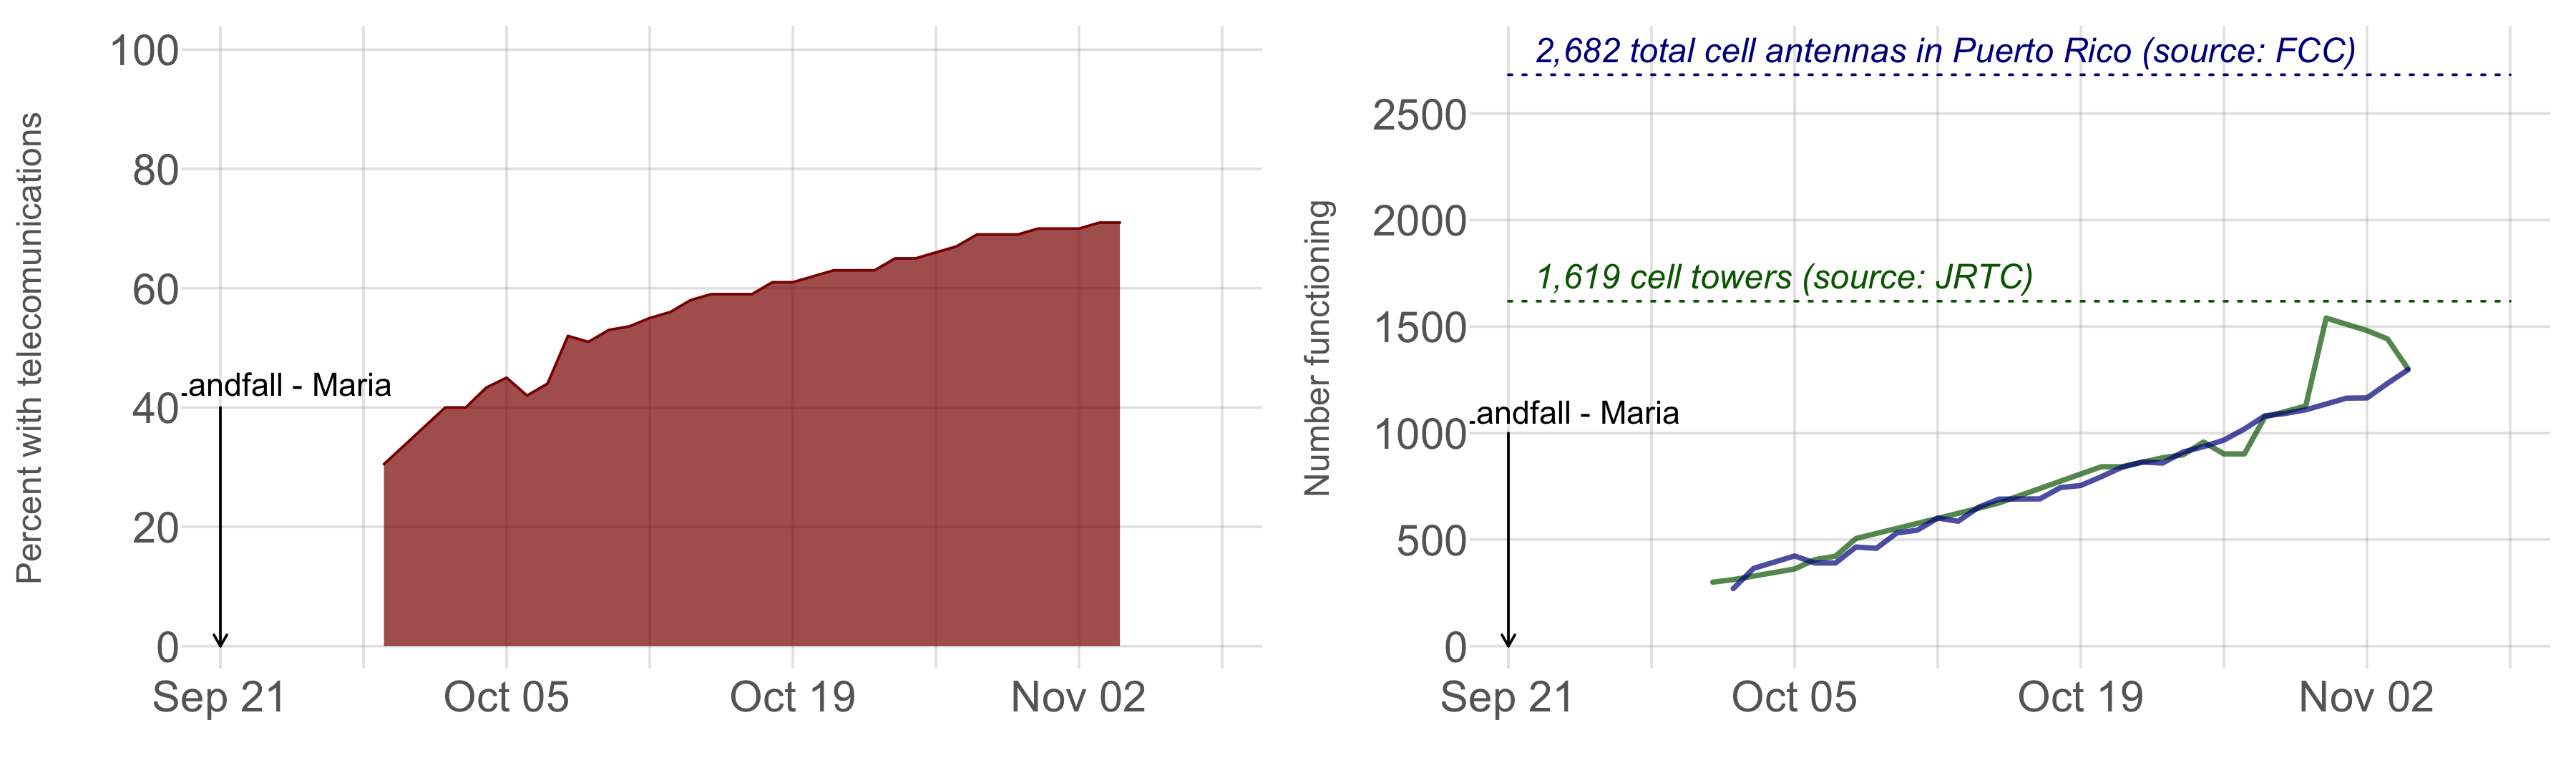 Percent with telecomunications
100
80
60
40
20
0
andfall - Maria
Sep 21
Oct 05
Oct 19
Nov 02
Number functioning
2500
2000
1500
1000
500
0
2,682 total cell antennas in Puerto Rico (source: FCC)
1,619 cell towers (source: JRTC)
andfall - Maria
Sep 21
Oct 05
Oct 19
Nov 02